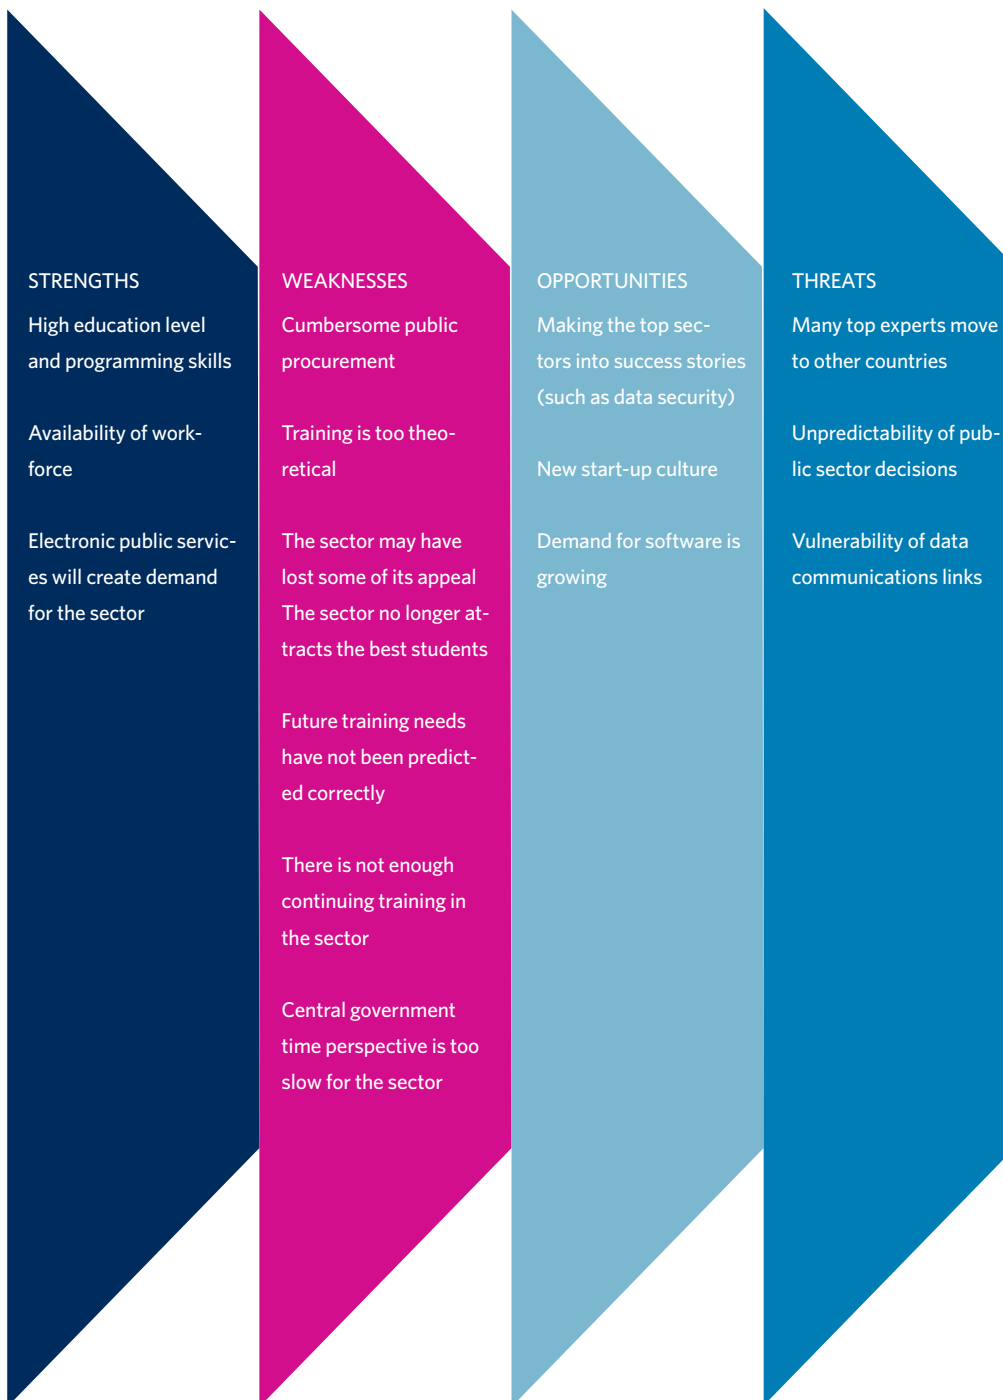 STRENGTHS
High education level
and programming skills
Availability of work-
force
Electronic public servic-
es will create demand
for the sector
WEAKNESSES
Cumbersome public
procurement
Training is too theo-
retical
The sector may have
lost some of its appeal
The sector no longer at-
tracts the best students
Future training needs
have not been predict-
ed correctly
There is not enough
continuing training in
the sector
Central government
time perspective is too
slow for the sector
OPPORTUNITIES
Making the top sec-
tors into success stories
(such as data security)
New start-up culture
Demand for software is
growing
THREATS
Many top experts move
to other countries
Unpredictability of pub-
lic sector decisions
Vulnerability of data
communications links